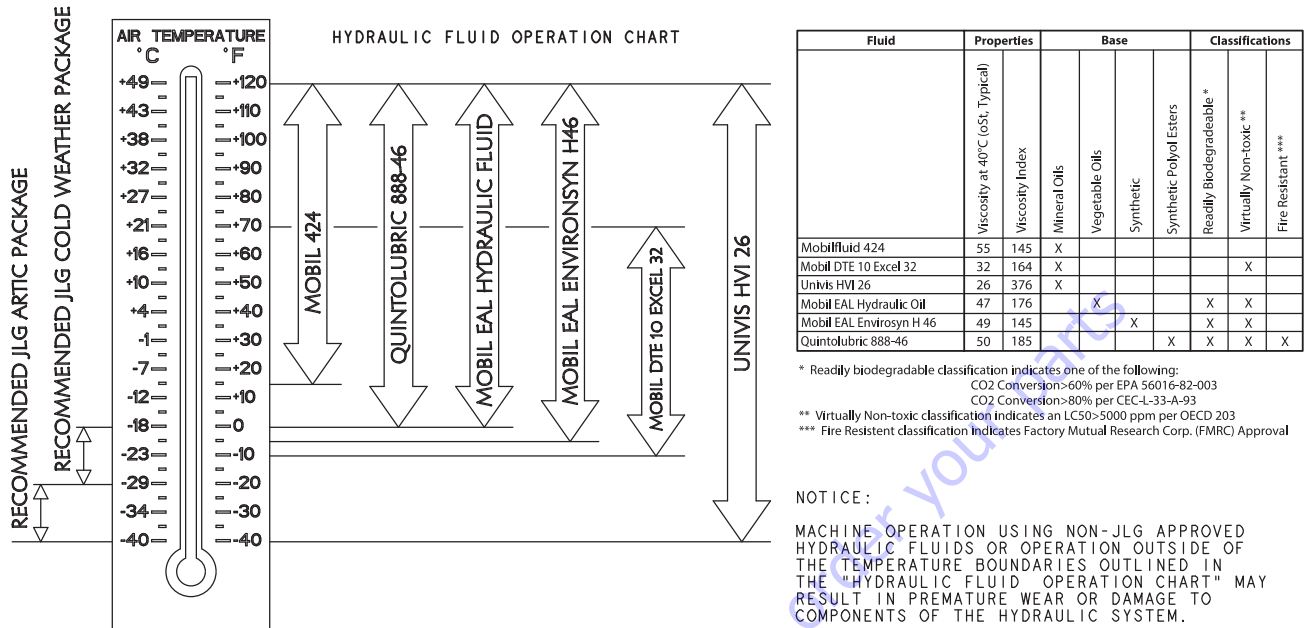 RECOMMENDED JLG ARTIC PACKAGE
RECOMMENDED JLG COLD WEATHER PACKAGE
AIR TEMPERATURE
°C °F
+49 +120
+43 +110
+38 +100
+32 +90
+27 +80
+21 +70
+16 +60
+10 +50
+4 +40
-1 +30
-7 +20
-12 +10
-18 0
-23 -10
-29 -20
-34 -30
-40 -40
HYDRAULIC FLUID OPERATION CHART
MOBIL 424
QUINTOLUBRIC 888-46
MOBIL EAL HYDRAULIC FLUID
MOBIL EAL ENVIRONSYN H46
MOBIL DTE 10 EXCEL 32
UNIVIS HVI 26
Fluid Properties Base Classifications
Viscosity at 40°C (oSt, Typical)
Viscosity Index
Mineral Oils
Vegetable Oils
Synthetic
Synthetic Polyol Esters
Readily Biodegradeable *
Virtually Non-toxic **
Fire Resistant ***
Mobilfluid 424 55 145 X
Mobil DTE 10 Excel 32 32 164 X X
Univis HVI 26 26 376 X
Mobil EAL Hydraulic Oil 47 176 X X X
Mobil EAL Envirosyn H 46 49 145 X X X
Quintolubric 888-46 50 185 X X X X
* Readily biodegradable classification indicates one of the following:
CO2 Conversion>60% per EPA 56016-82-003
CO2 Conversion>80% per CEC-L-33-A-93
** Virtually Non-toxic classification indicates an LC50>5000 ppm per OECD 203
*** Fire Resistent classification indicates Factory Mutual Research Corp. (FMRC) Approval
NOTICE:
MACHINE OPERATION USING NON-JLG APPROVED
HYDRAULIC FLUIDS OR OPERATION OUTSIDE OF
THE TEMPERATURE BOUNDARIES OUTLINED IN
THE "HYDRAULIC FLUID OPERATION CHART" MAY
RESULT IN PREMATURE WEAR OR DAMAGE TO
COMPONENTS OF THE HYDRAULIC SYSTEM.
order your parts